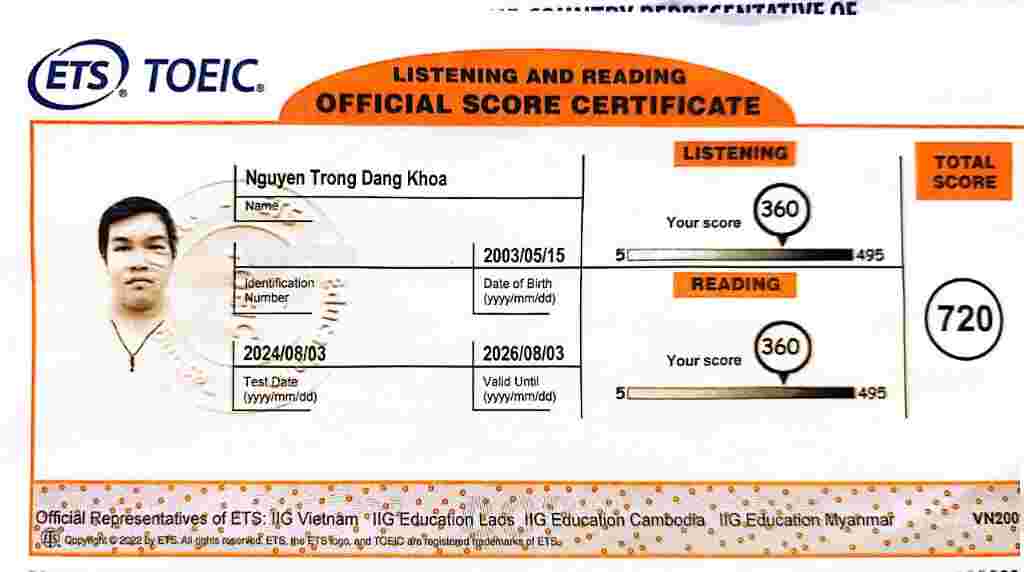 COUNTRY REPRESENTATIVE OF
ETS® TOEIC®
LISTENING AND READING
OFFICIAL SCORE CERTIFICATE
Nguyen Trong Dang Khoa
Name
Identification
Number
2003/05/15
Date of Birth
(yyyy/mm/dd)
2024/08/03
Test Date
(yyyy/mm/dd)
2026/08/03
Valid Until
(yyyy/mm/dd)
LISTENING
Your score 360
5 495
READING
Your score 360
5 495
TOTAL
SCORE
720
Official Representatives of ETS: IIG Vietnam IIG Education Laos IIG Education Cambodia IIG Education Myanmar VN200
Copyright © 2022 by ETS. All rights reserved. ETS, the ETS logo, and TOEIC are registered trademarks of ETS.